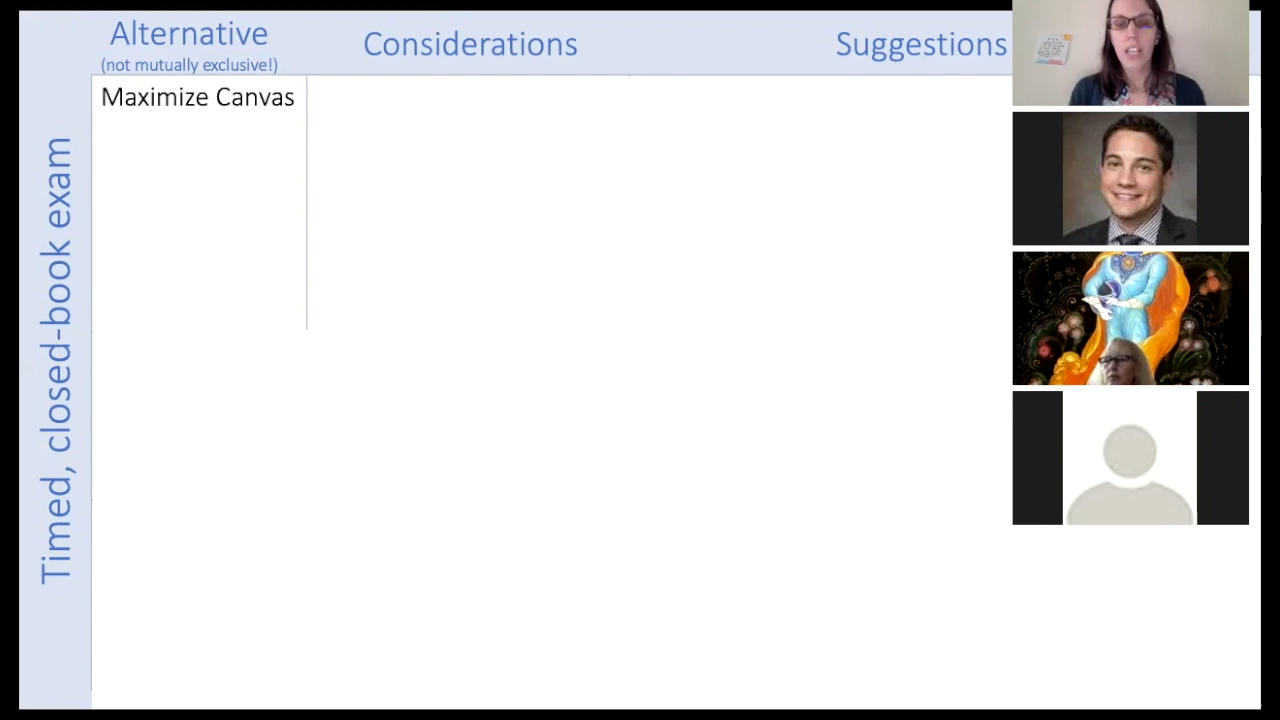 Alternative
(not mutually exclusive!)
Considerations
Suggestions
Maximize Canvas
Timed, closed-book exam